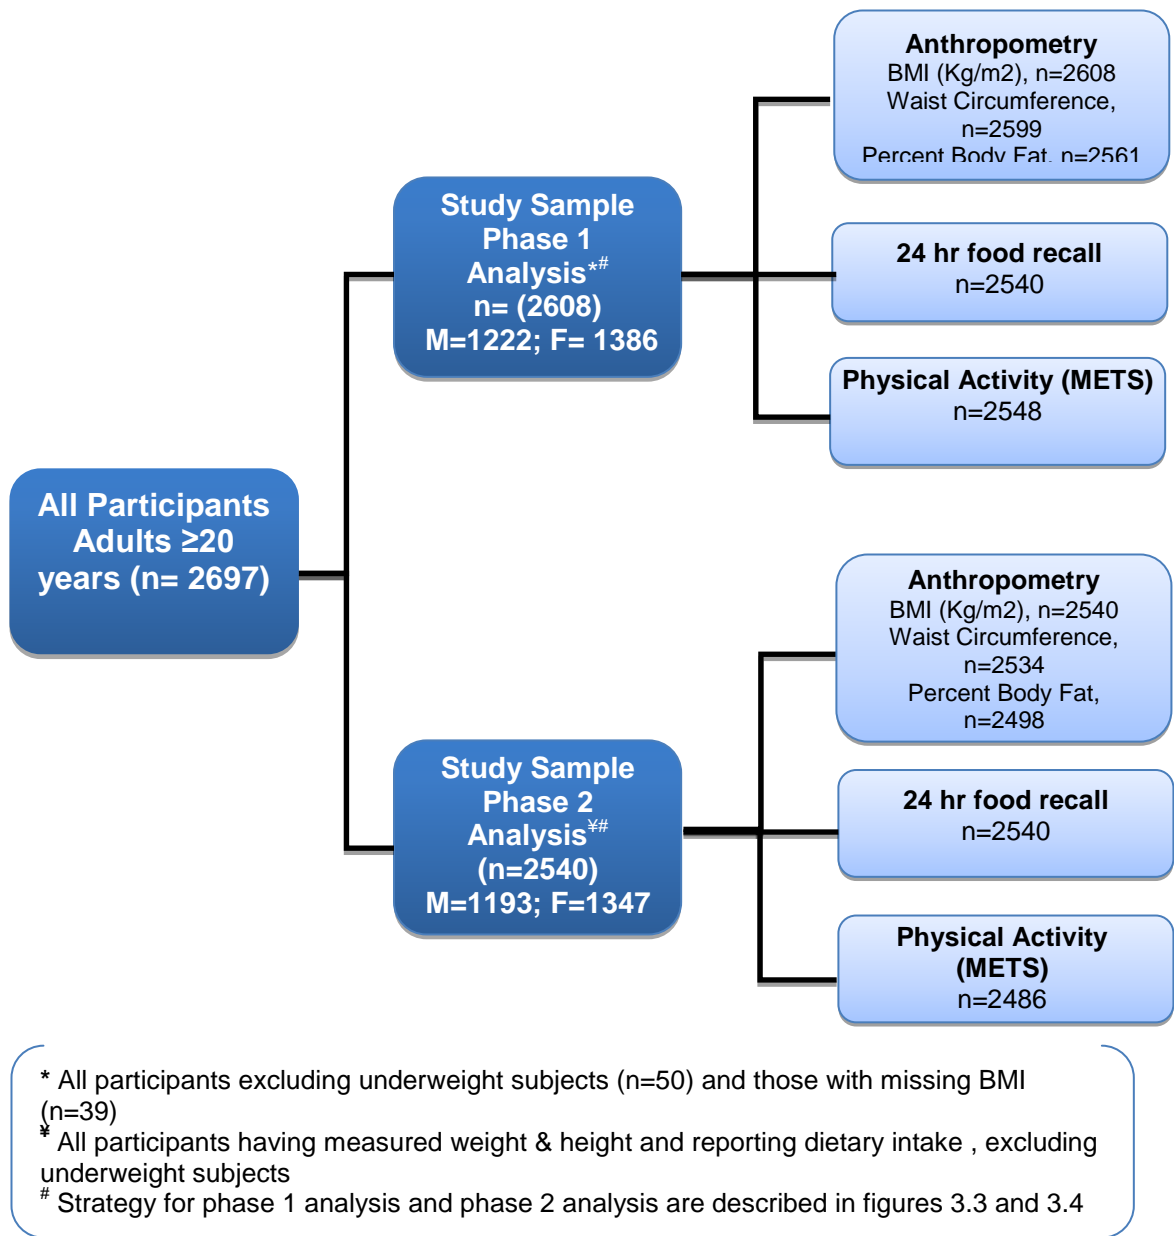 All Participants
Adults ≥20
years (n= 2697)
Study Sample
Phase 1
Analysis*#
n= (2608)
M=1222; F= 1386
Anthropometry
BMI (Kg/m2), n=2608
Waist Circumference,
n=2599
Percent Body Fat, n=2561
24 hr food recall
n=2540
Physical Activity (METS)
n=2548
Study Sample
Phase 2
Analysis¥#
(n=2540)
M=1193; F=1347
Anthropometry
BMI (Kg/m2), n=2540
Waist Circumference,
n=2534
Percent Body Fat,
n=2498
24 hr food recall
n=2540
Physical Activity
(METS)
n=2486
* All participants excluding underweight subjects (n=50) and those with missing BMI
(n=39)
¥ All participants having measured weight & height and reporting dietary intake , excluding
underweight subjects
# Strategy for phase 1 analysis and phase 2 analysis are described in figures 3.3 and 3.4